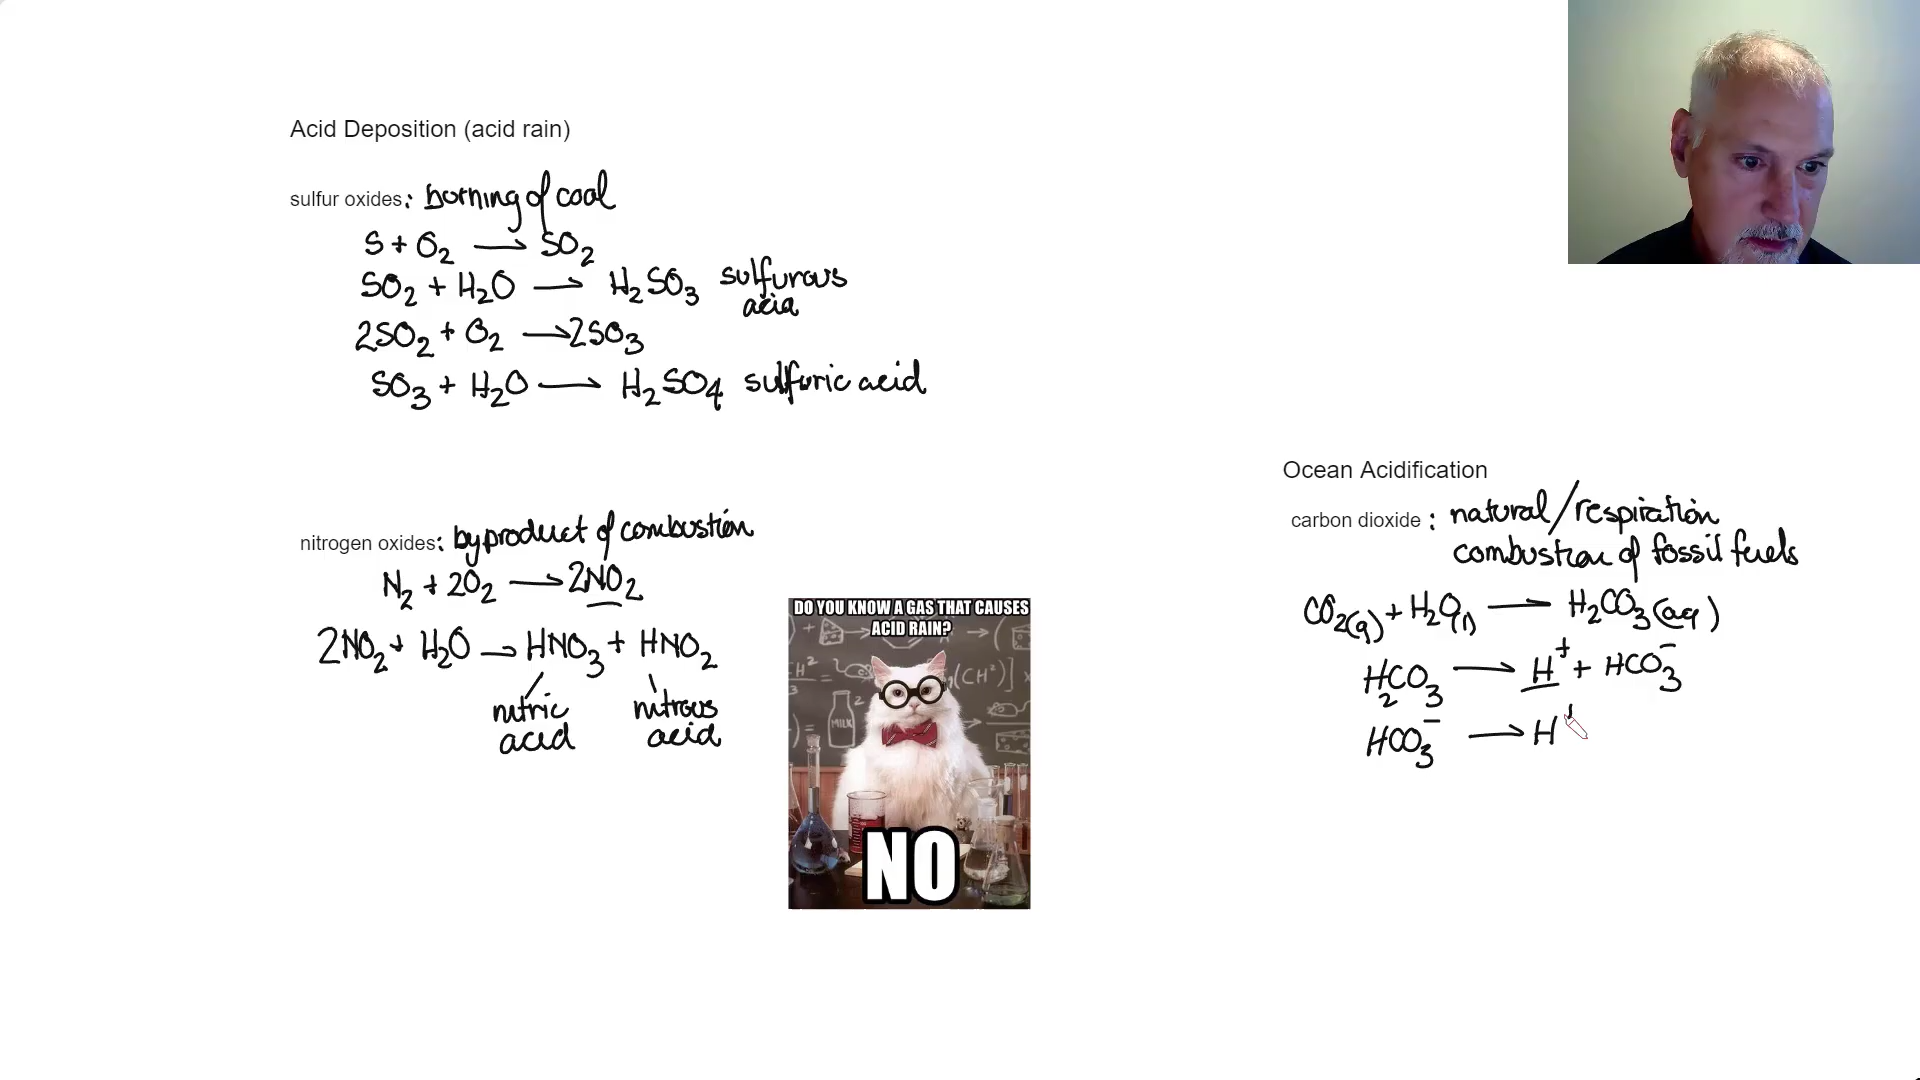 Acid Deposition (acid rain)
sulfur oxides: burning of coal
S + O₂ → SO₂
SO₂ + H₂O → H₂SO₃ sulfurous
acid
2SO₂ + O₂ → 2SO₃
SO₃ + H₂O → H₂SO₄ sulfuric acid
nitrogen oxides: byproduct of combustion
N₂ + 2O₂ → 2NO₂
2NO₂ + H₂O → HNO₃ + HNO₂
nitric nitrous
acid acid
DO YOU KNOW A GAS THAT CAUSES
ACID RAIN?
MILK
NO
Ocean Acidification
carbon dioxide : natural/respiration
combustion of fossil fuels
CO₂(g) + H₂O(l) → H₂CO₃(aq)
H₂CO₃ → H⁺ + HCO₃⁻
HCO₃⁻ → H